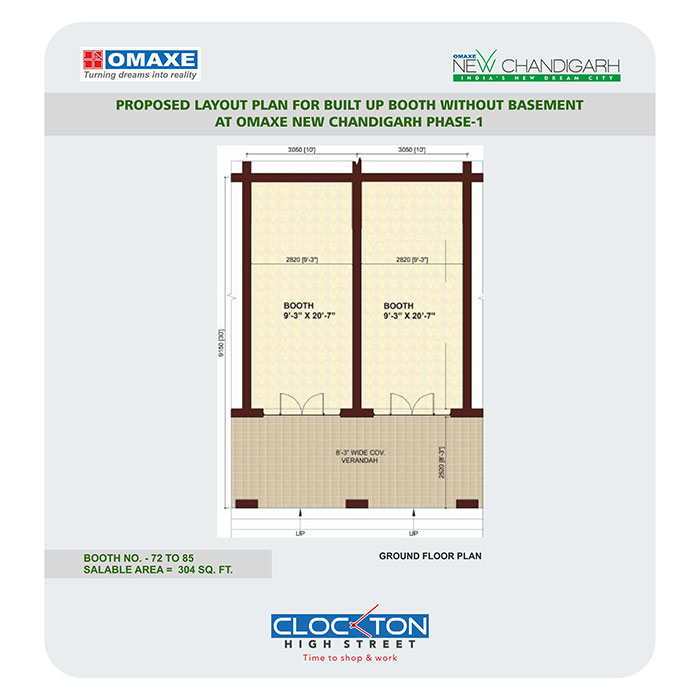 OMAXE
Turning dreams into reality
OMAXE
NEW CHANDIGARH
INDIA'S NEW DREAM CITY
PROPOSED LAYOUT PLAN FOR BUILT UP BOOTH WITHOUT BASEMENT
AT OMAXE NEW CHANDIGARH PHASE-1
3050 [10'] 3050 [10']
2820 [9'-3"] 2820 [9'-3"]
BOOTH BOOTH
9'-3" X 20'-7" 9'-3" X 20'-7"
9150 [30']
8'-3" WIDE COV.
VERANDAH
2520 [8'-3"]
UP UP
GROUND FLOOR PLAN
BOOTH NO. - 72 TO 85
SALABLE AREA = 304 SQ. FT.
CLOCKTON
HIGH STREET
Time to shop & work